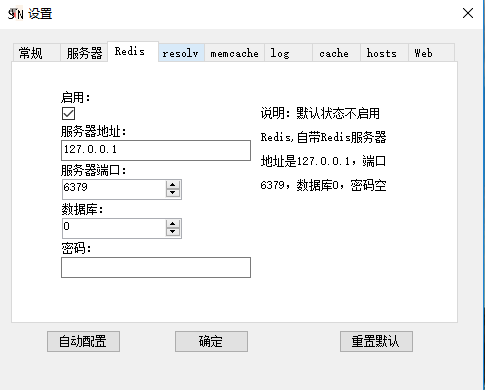 SYN 设置
常规 服务器 Redis resolv memcache log cache hosts Web
启用：
服务器地址：
127.0.0.1
服务器端口：
6379
数据库：
0
密码：
说明：默认状态不启用
Redis,自带Redis服务器
地址是127.0.0.1，端口
6379，数据库0，密码空
自动配置 确定 重置默认